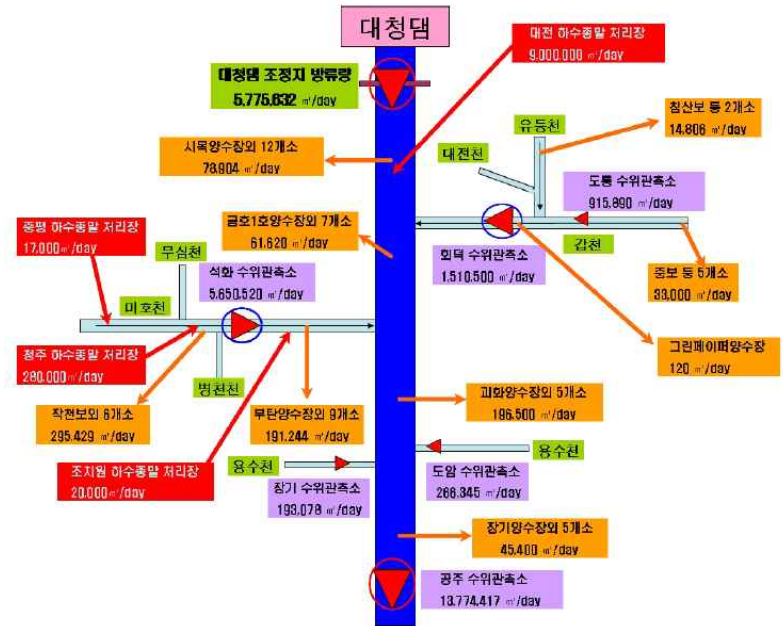 대청댐
대전 하수종말 처리장
9,000,000 ㎥/day
대청댐 조정지 방류량
5,775,632 ㎥/day
침산보 등 2개소
14,806 ㎥/day
유등천
시목양수장외 12개소
78,904 ㎥/day
대전천
도룡 수위관측소
915,890 ㎥/day
금호1호양수장외 7개소
61,620 ㎥/day
증평 하수종말 처리장
17,000㎥/day
무심천
석화 수위관측소
5,650,520 ㎥/day
회덕 수위관측소
1,510,500 ㎥/day
갑천
중보 등 5개소
33,000 ㎥/day
미호천
청주 하수종말 처리장
280,000㎥/day
그린페이퍼양수장
120 ㎥/day
병천천
작천보외 6개소
295,429 ㎥/day
부탄양수장외 9개소
191,244 ㎥/day
괴화양수장외 5개소
196,500 ㎥/day
조치원 하수종말 처리장
20,000㎥/day
용수천
용수천
장기 수위관측소
193,078 ㎥/day
도암 수위관측소
266,345 ㎥/day
장기양수장외 5개소
45,400 ㎥/day
공주 수위관측소
13,774,417 ㎥/day